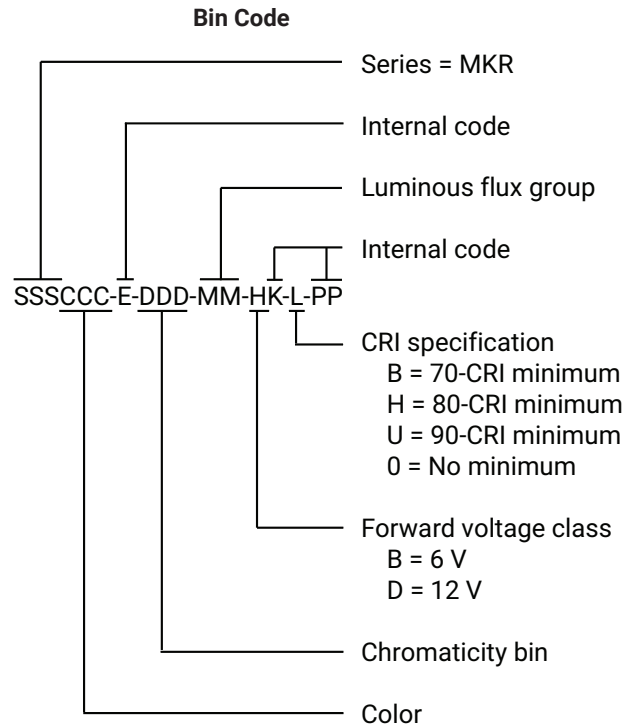 Bin Code
Series = MKR
Internal code
Luminous flux group
Internal code
SSSCCC-E-DDD-MM-HK-L-PP
CRI specification
B = 70-CRI minimum
H = 80-CRI minimum
U = 90-CRI minimum
0 = No minimum
Forward voltage class
B = 6 V
D = 12 V
Chromaticity bin
Color